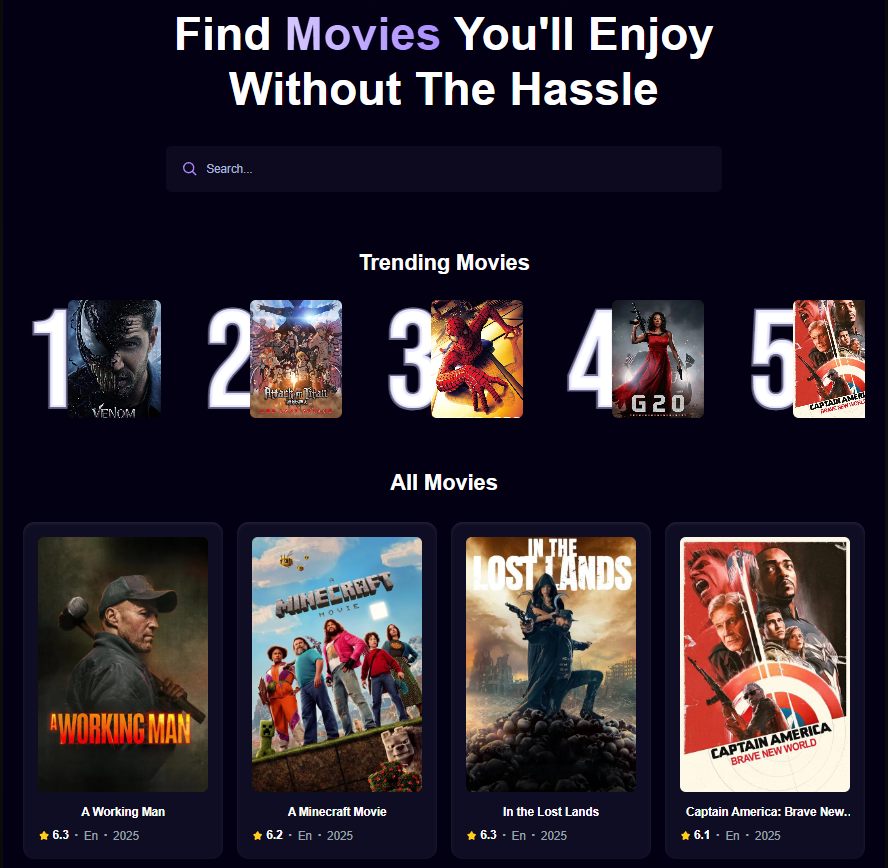 Find Movies You'll Enjoy
Without The Hassle
Search...
Trending Movies
1
VENOM
2
Attack on Titan
3
4
G20
5
CAPTAIN AMERI
BRAVE NEW WORL
All Movies
A WORKING MAN
A Working Man
6.3 · En · 2025
A
MINECRAFT
MOVIE
A Minecraft Movie
6.2 · En · 2025
IN THE
LOST LANDS
In the Lost Lands
6.3 · En · 2025
CAPTAIN AMERICA
BRAVE NEW WORLD
Captain America: Brave New..
6.1 · En · 2025